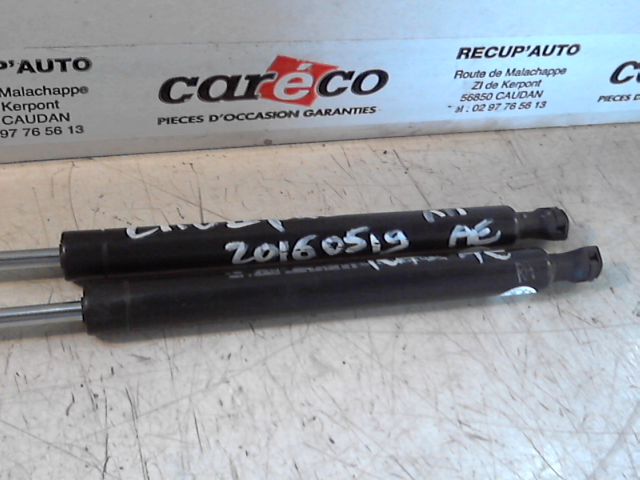 P'AUTO
Malachappe
Kerpont
CAUDAN
97 76 56 13
caréco
PIECES D'OCCASION GARANTIES
RECUP'AUTO
Route de Malachappe
ZI de Kerpont
56850 CAUDAN
tél. : 02 97 76 56 13
ca
PIECES
20160519 AE